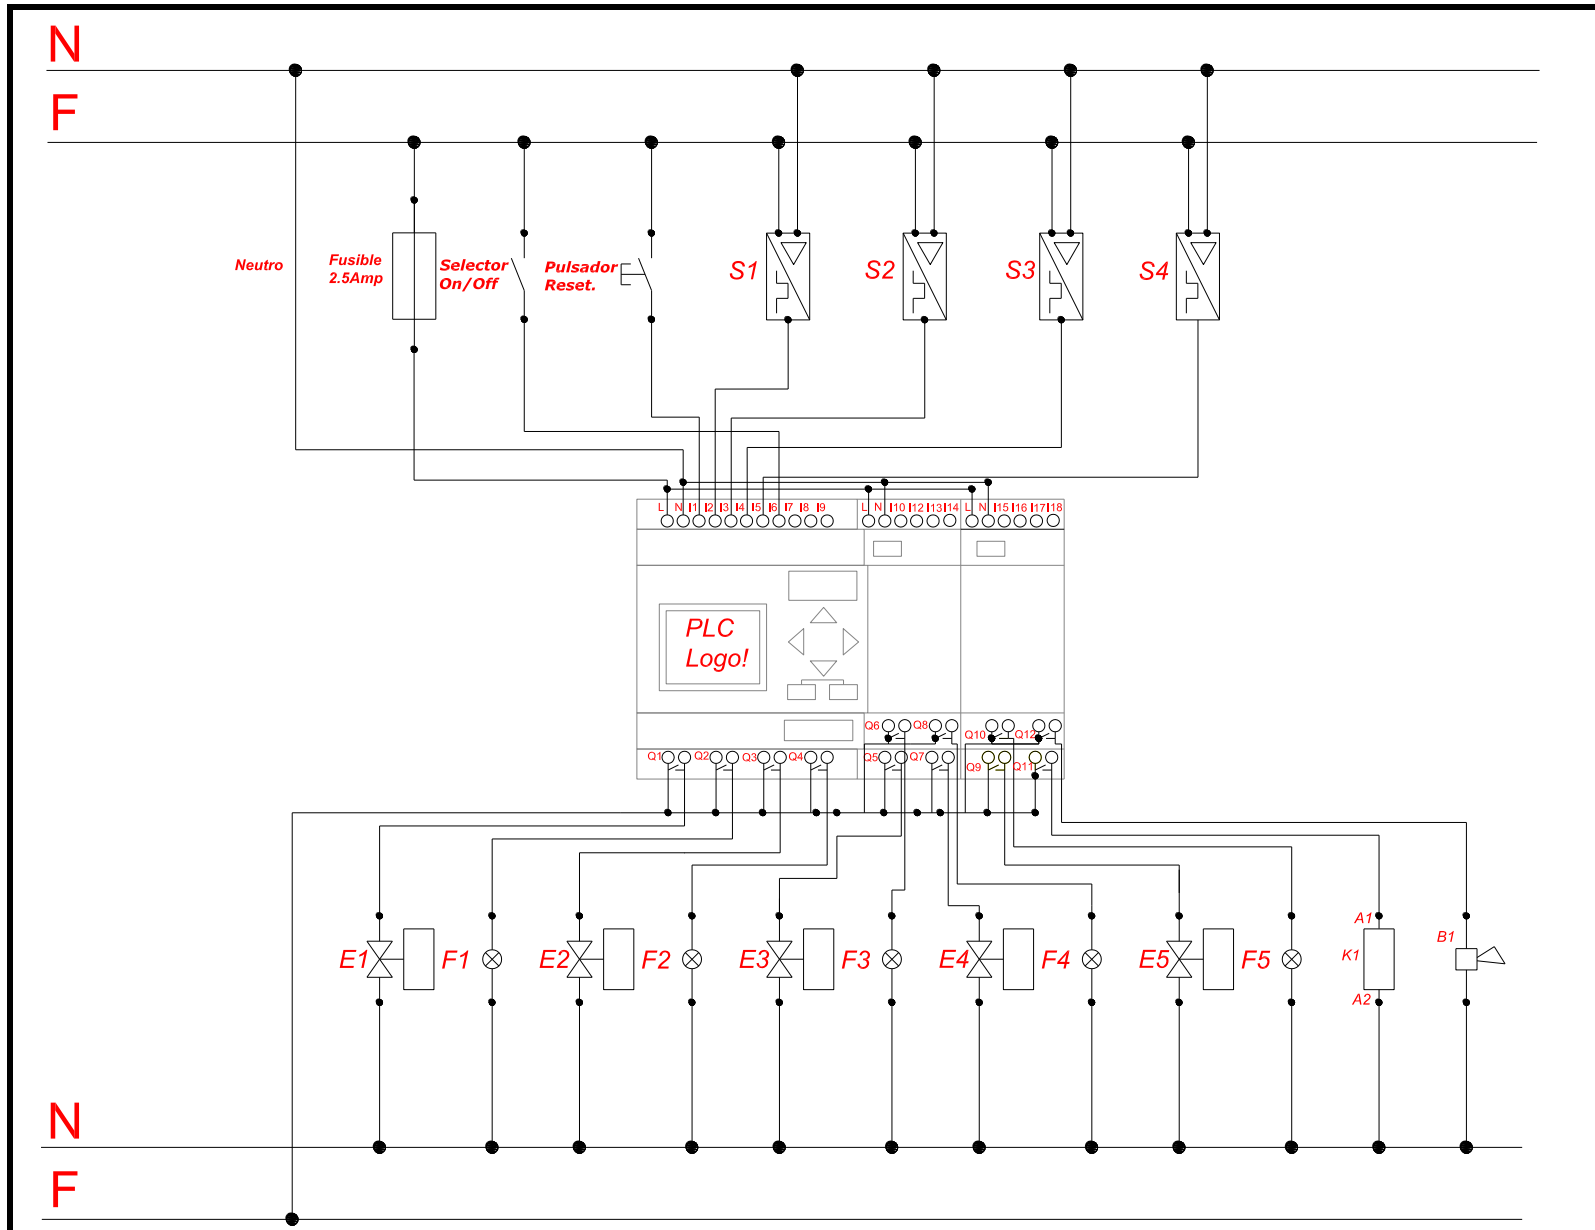 N
F
Neutro
Fusible
2.5Amp
Selector
On/Off
Pulsador
Reset.
S1
S2
S3
S4
L N I1 I2 I3 I4 I5 I6 I7 I8 I9
L N I10 I12 I13 I14
L N I15 I16 I17 I18
PLC
Logo!
Q6 Q8 Q10 Q12
Q1 Q2 Q3 Q4 Q5 Q7 Q9 Q11
E1
F1
E2
F2
E3
F3
E4
F4
E5
F5
A1
K1
A2
B1
N
F